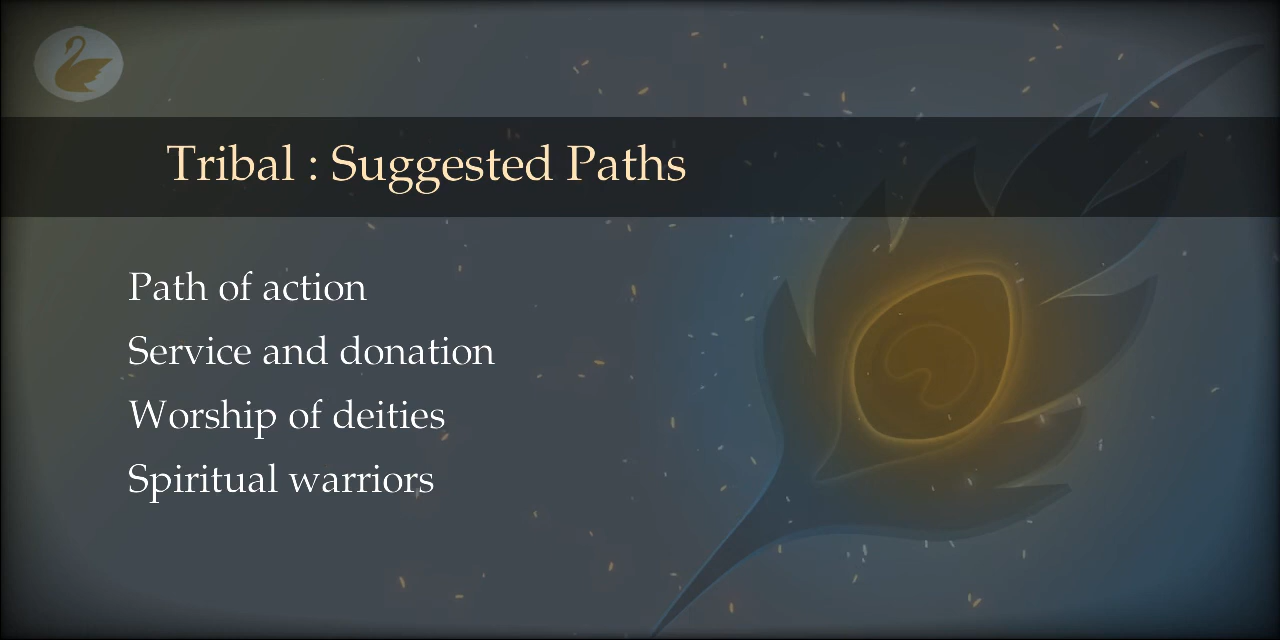 Tribal : Suggested Paths
Path of action
Service and donation
Worship of deities
Spiritual warriors